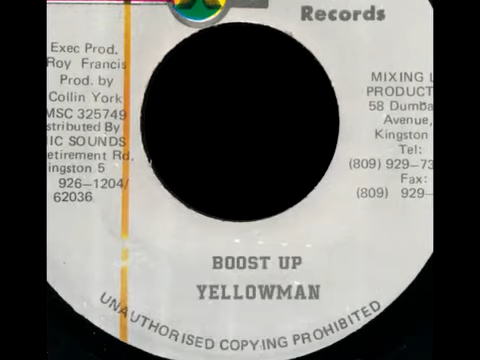 Records
Exec Prod.
Roy Francis
Prod. by
Collin York
MSC 325749
stributed By
IC SOUNDS
etirement Rd.
ingston 5
926-1204/
62036
MIXING L
PRODUCT
58 Dumba
Avenue,
Kingston
Tel:
(809) 929-73
Fax:
(809) 929-
BOOST UP
YELLOWMAN
UNAUTHORISED COPYING PROHIBITED